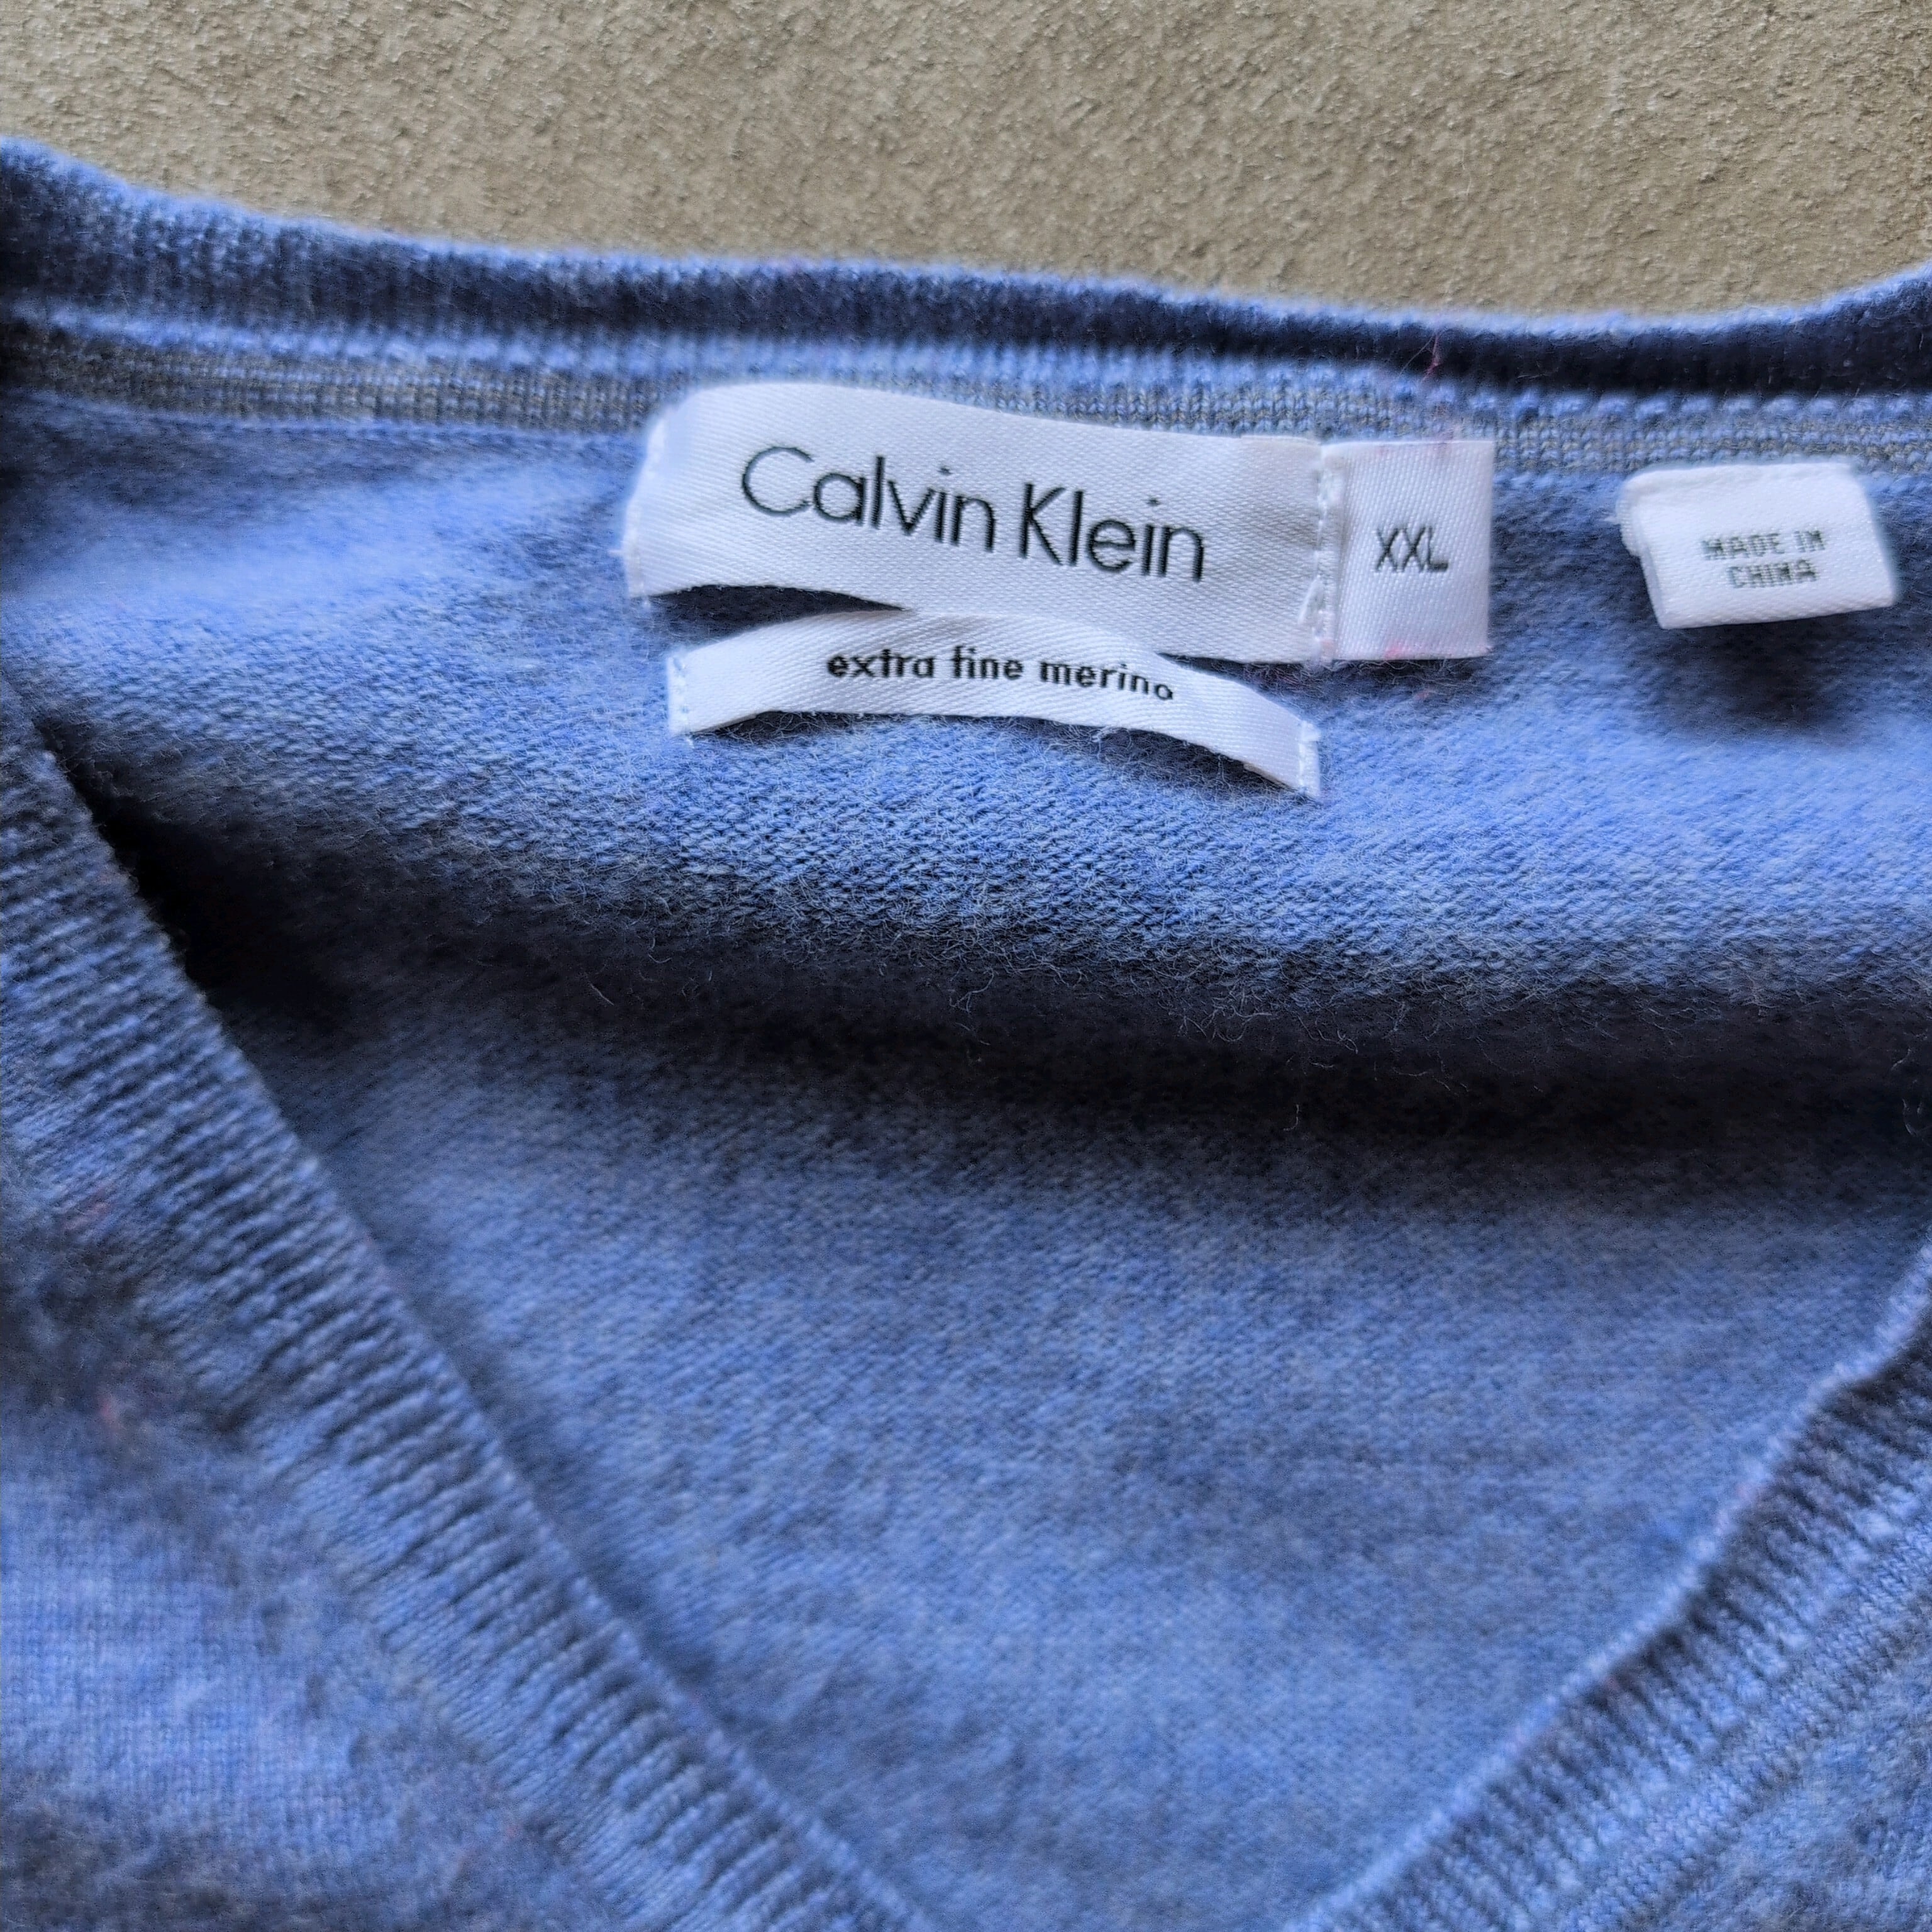 Calvin Klein
XXL
MADE IN
CHINA
extra fine merino